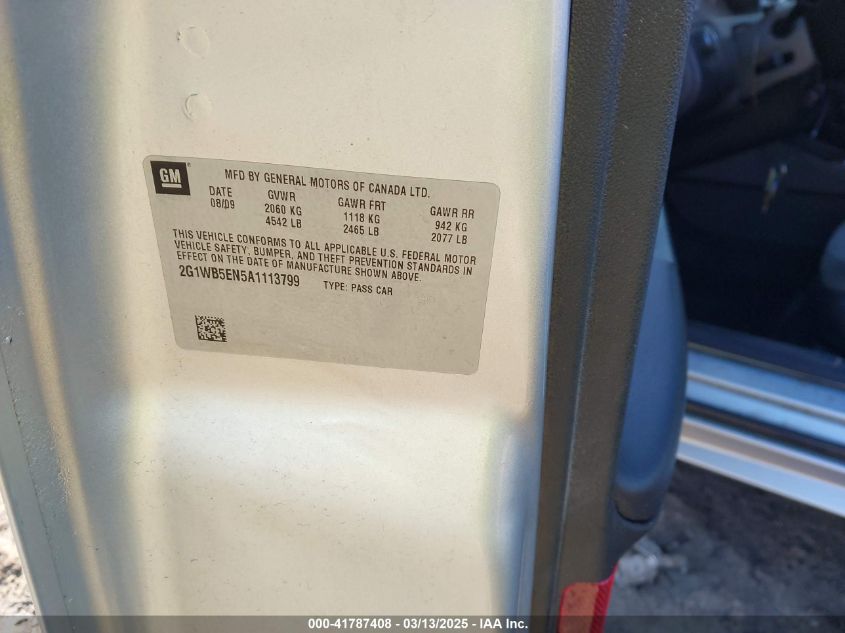 GM®
MFD BY GENERAL MOTORS OF CANADA LTD.
DATE GVWR GAWR FRT GAWR RR
08/09 2060 KG 1118 KG 942 KG
4542 LB 2465 LB 2077 LB
THIS VEHICLE CONFORMS TO ALL APPLICABLE U.S. FEDERAL MOTOR
VEHICLE SAFETY, BUMPER, AND THEFT PREVENTION STANDARDS IN
EFFECT ON THE DATE OF MANUFACTURE SHOWN ABOVE.
2G1WB5EN5A1113799 TYPE: PASS CAR
000-41787408 - 03/13/2025 - IAA Inc.